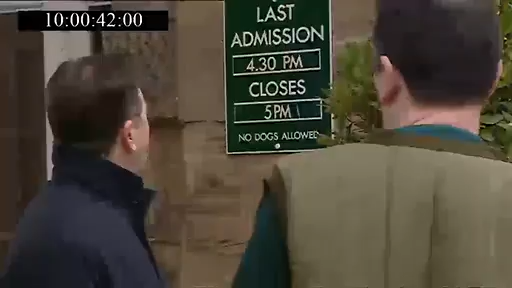 10:00:42:00
LAST
ADMISSION
4.30 PM
CLOSES
5PM
NO DOGS ALLOWED